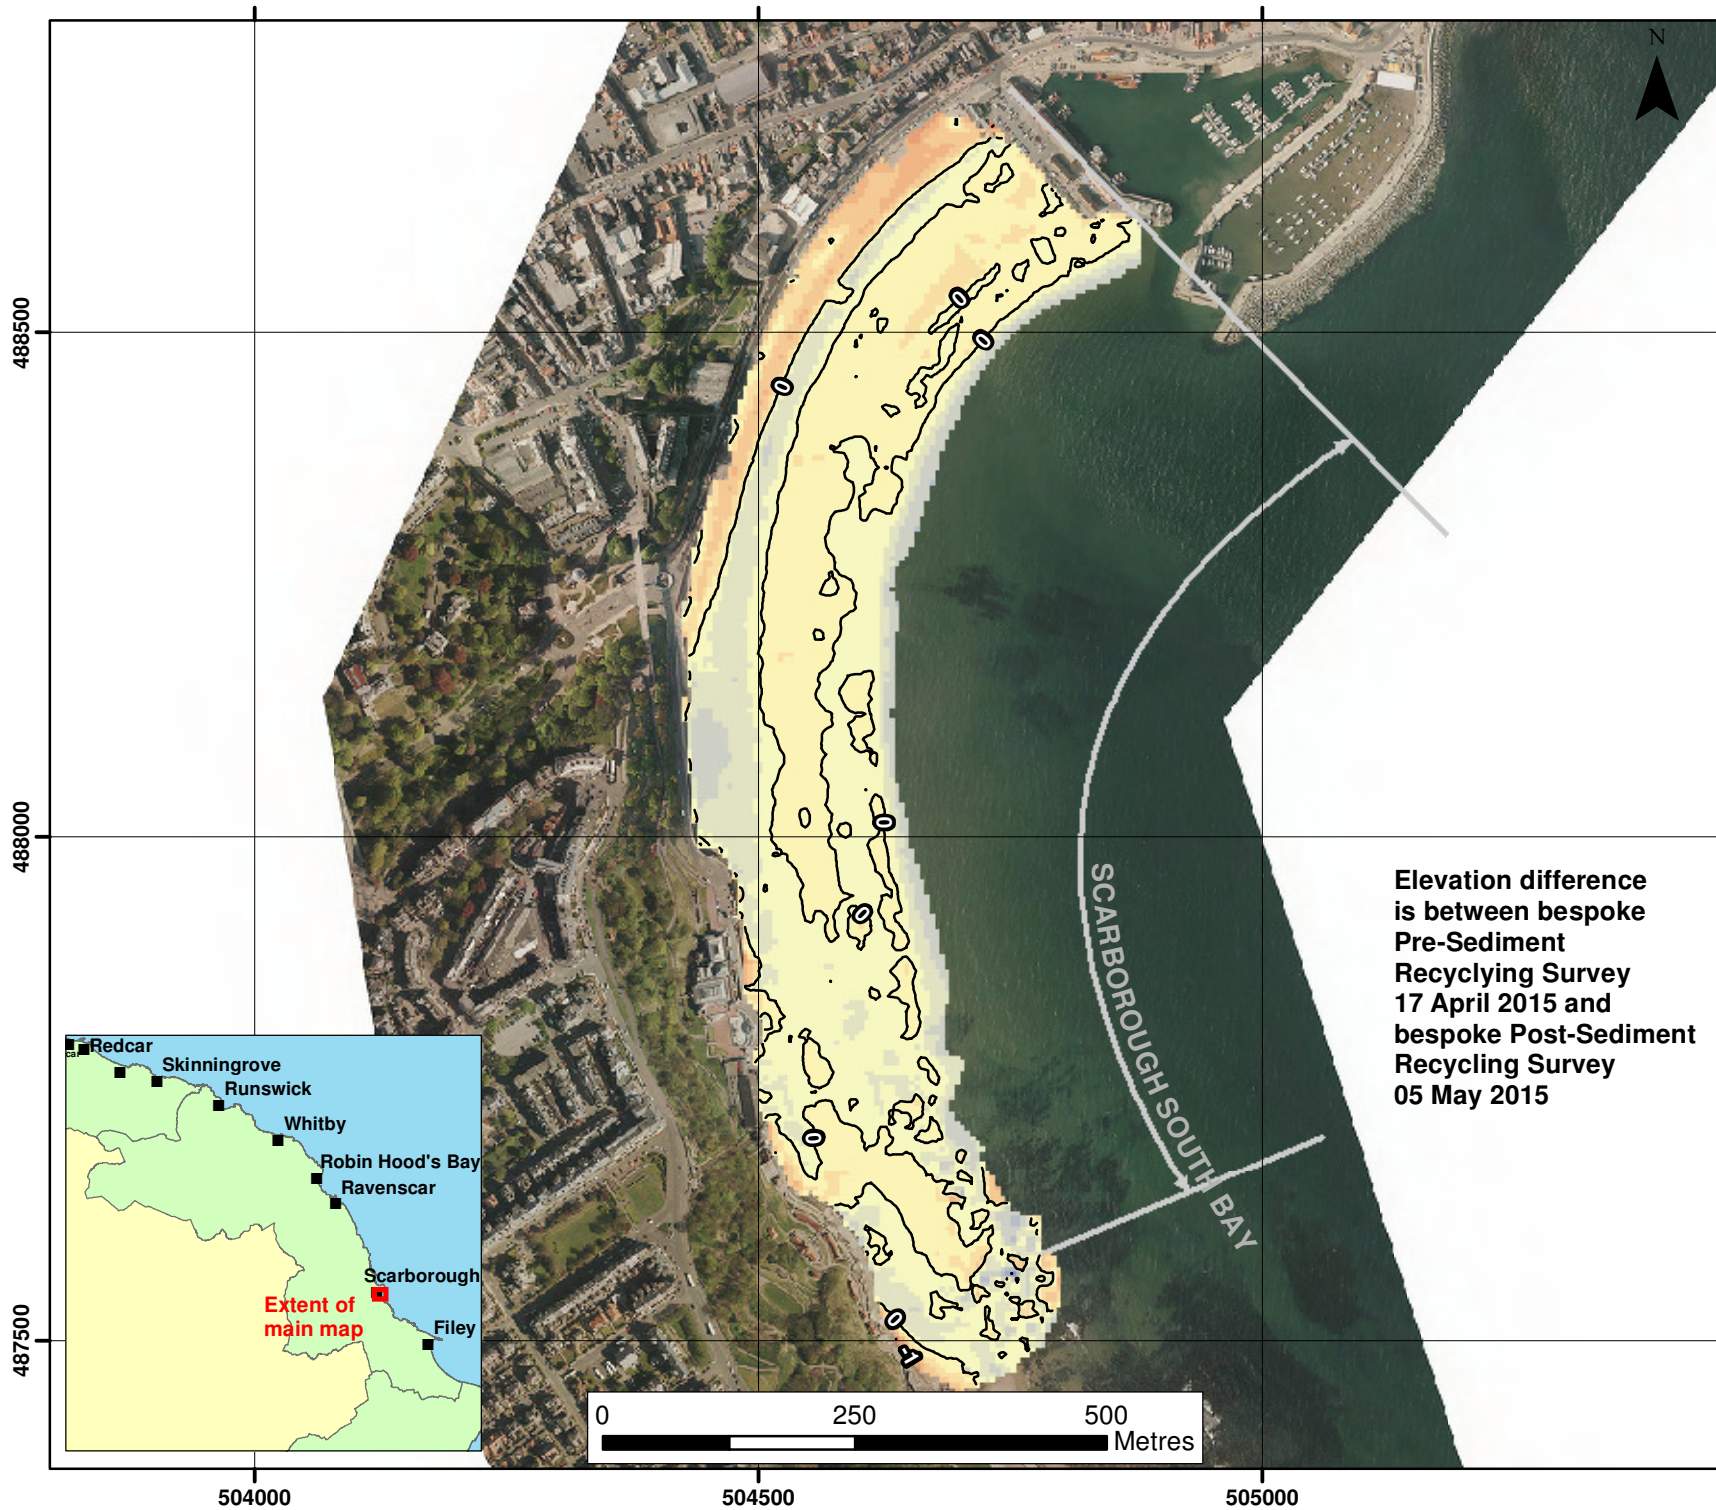 N
488500
488000
487500
504000
504500
505000
0
0
0
0
0
0
0
-1
SCARBOROUGH SOUTH BAY
Elevation difference
is between bespoke
Pre-Sediment
Recyclying Survey
17 April 2015 and
bespoke Post-Sediment
Recycling Survey
05 May 2015
car
Redcar
Skinningrove
Runswick
Whitby
Robin Hood's Bay
Ravenscar
Scarborough
Extent of
main map
Filey
0 250 500
Metres